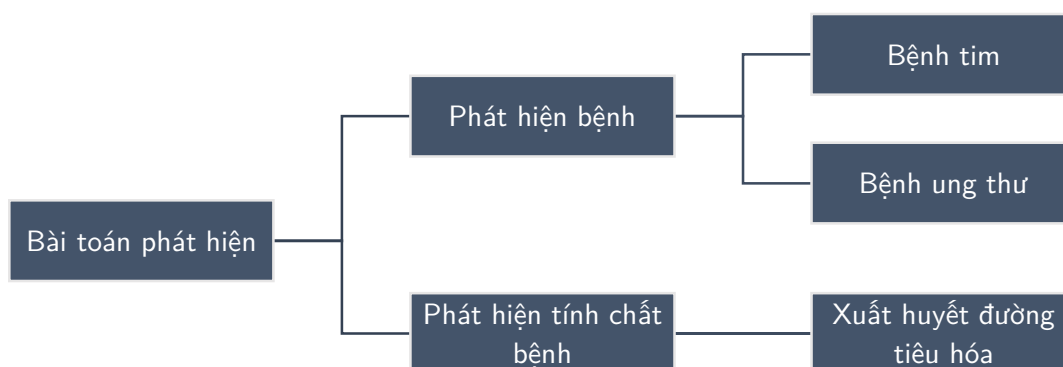 Bệnh tim
Phát hiện bệnh
Bệnh ung thư
Bài toán phát hiện
Phát hiện tính chất
bệnh
Xuất huyết đường
tiêu hóa